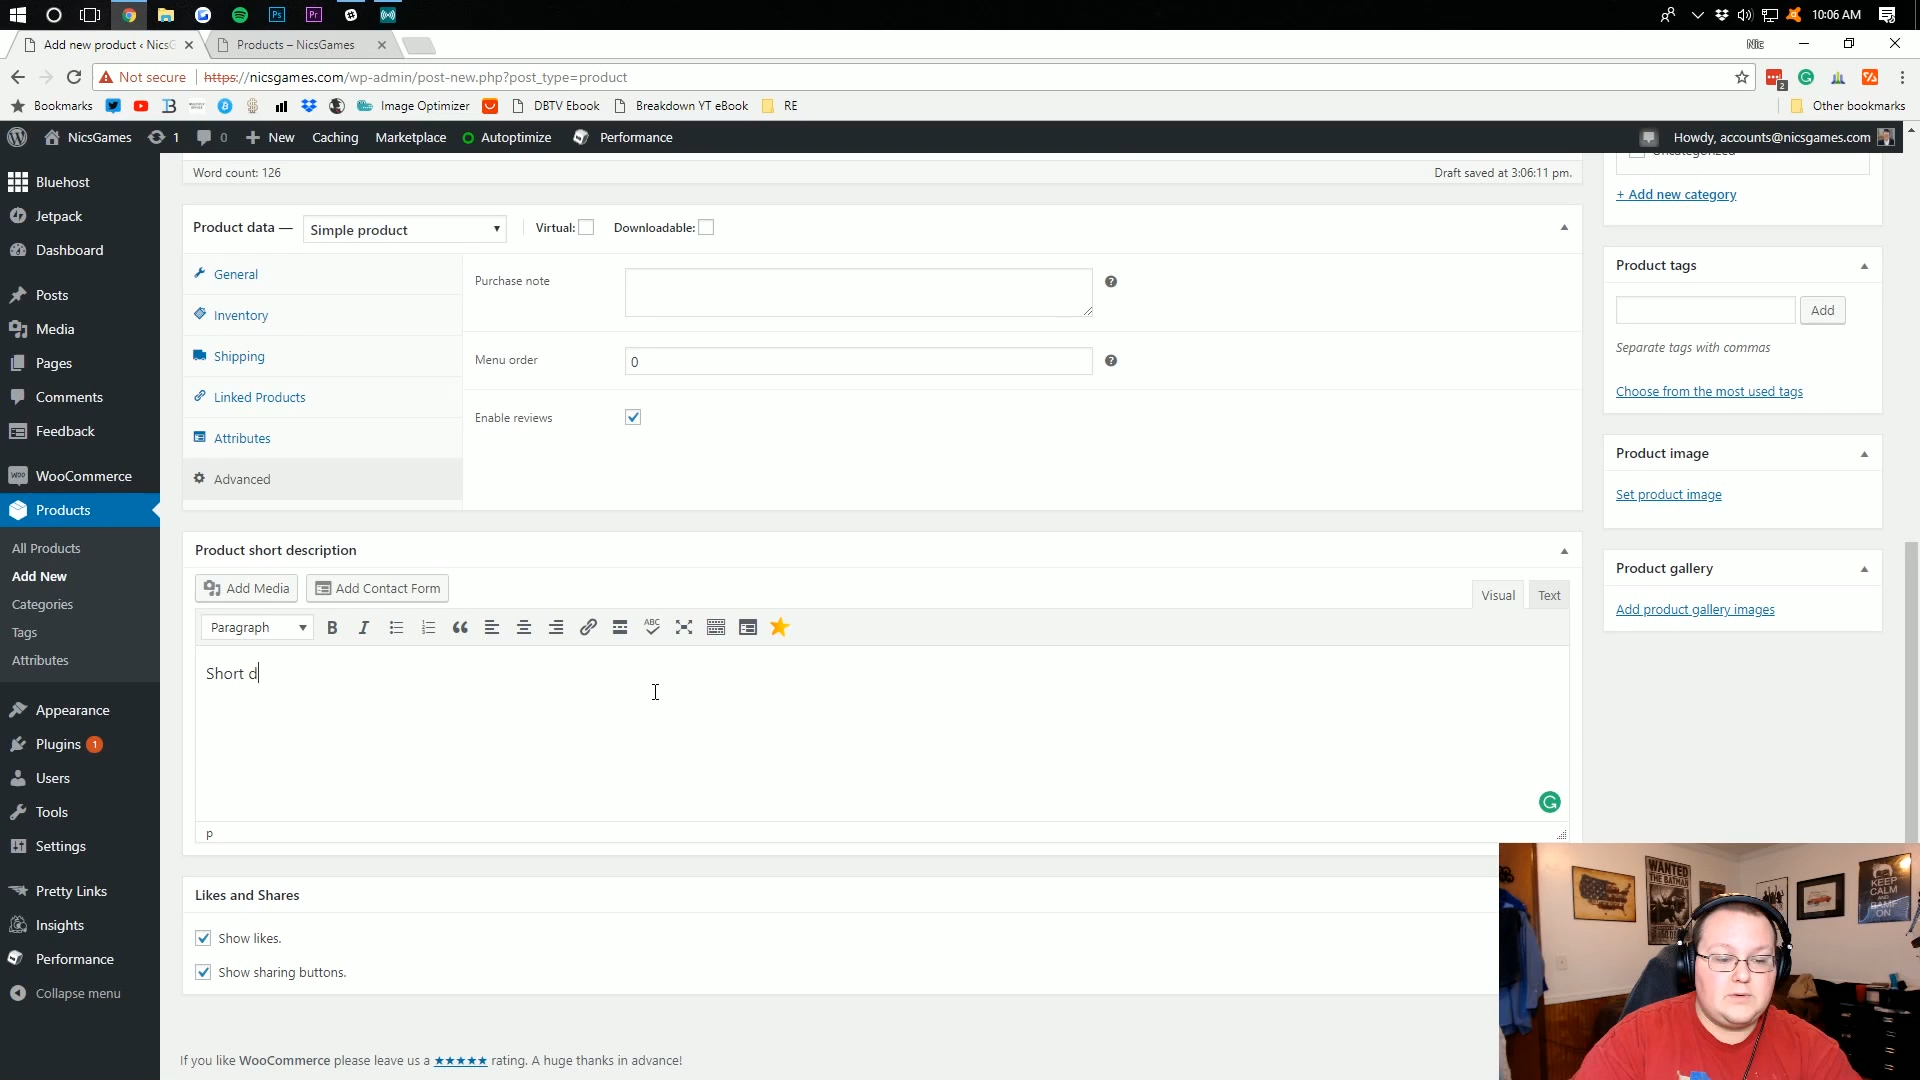 10:06 AM
Add new product ‹ NicsG
Products – NicsGames
Nic
Not secure
https://nicsgames.com/wp-admin/post-new.php?post_type=product
2
Bookmarks
Image Optimizer
DBTV Ebook
Breakdown YT eBook
RE
Other bookmarks
NicsGames
1
0
New
Caching
Marketplace
Autoptimize
Performance
Howdy, accounts@nicsgames.com
Bluehost
Jetpack
Dashboard
Posts
Media
Pages
Comments
Feedback
WooCommerce
Products
All Products
Add New
Categories
Tags
Attributes
Appearance
Plugins 1
Users
Tools
Settings
Pretty Links
Insights
Performance
Collapse menu
Word count: 126
Draft saved at 3:06:11 pm.
Product data —
Simple product
Virtual:
Downloadable:
General
Inventory
Shipping
Linked Products
Attributes
Advanced
Purchase note
Menu order
0
Enable reviews
Product short description
Add Media
Add Contact Form
Visual
Text
Paragraph
B
I
ABC
Short d
p
Likes and Shares
Show likes.
Show sharing buttons.
If you like WooCommerce please leave us a ★★★★★ rating. A huge thanks in advance!
Uncategorized
+ Add new category
Product tags
Add
Separate tags with commas
Choose from the most used tags
Product image
Set product image
Product gallery
Add product gallery images
WANTED
THE BATMAN
KEEP
CALM
AND
BAMF
ON